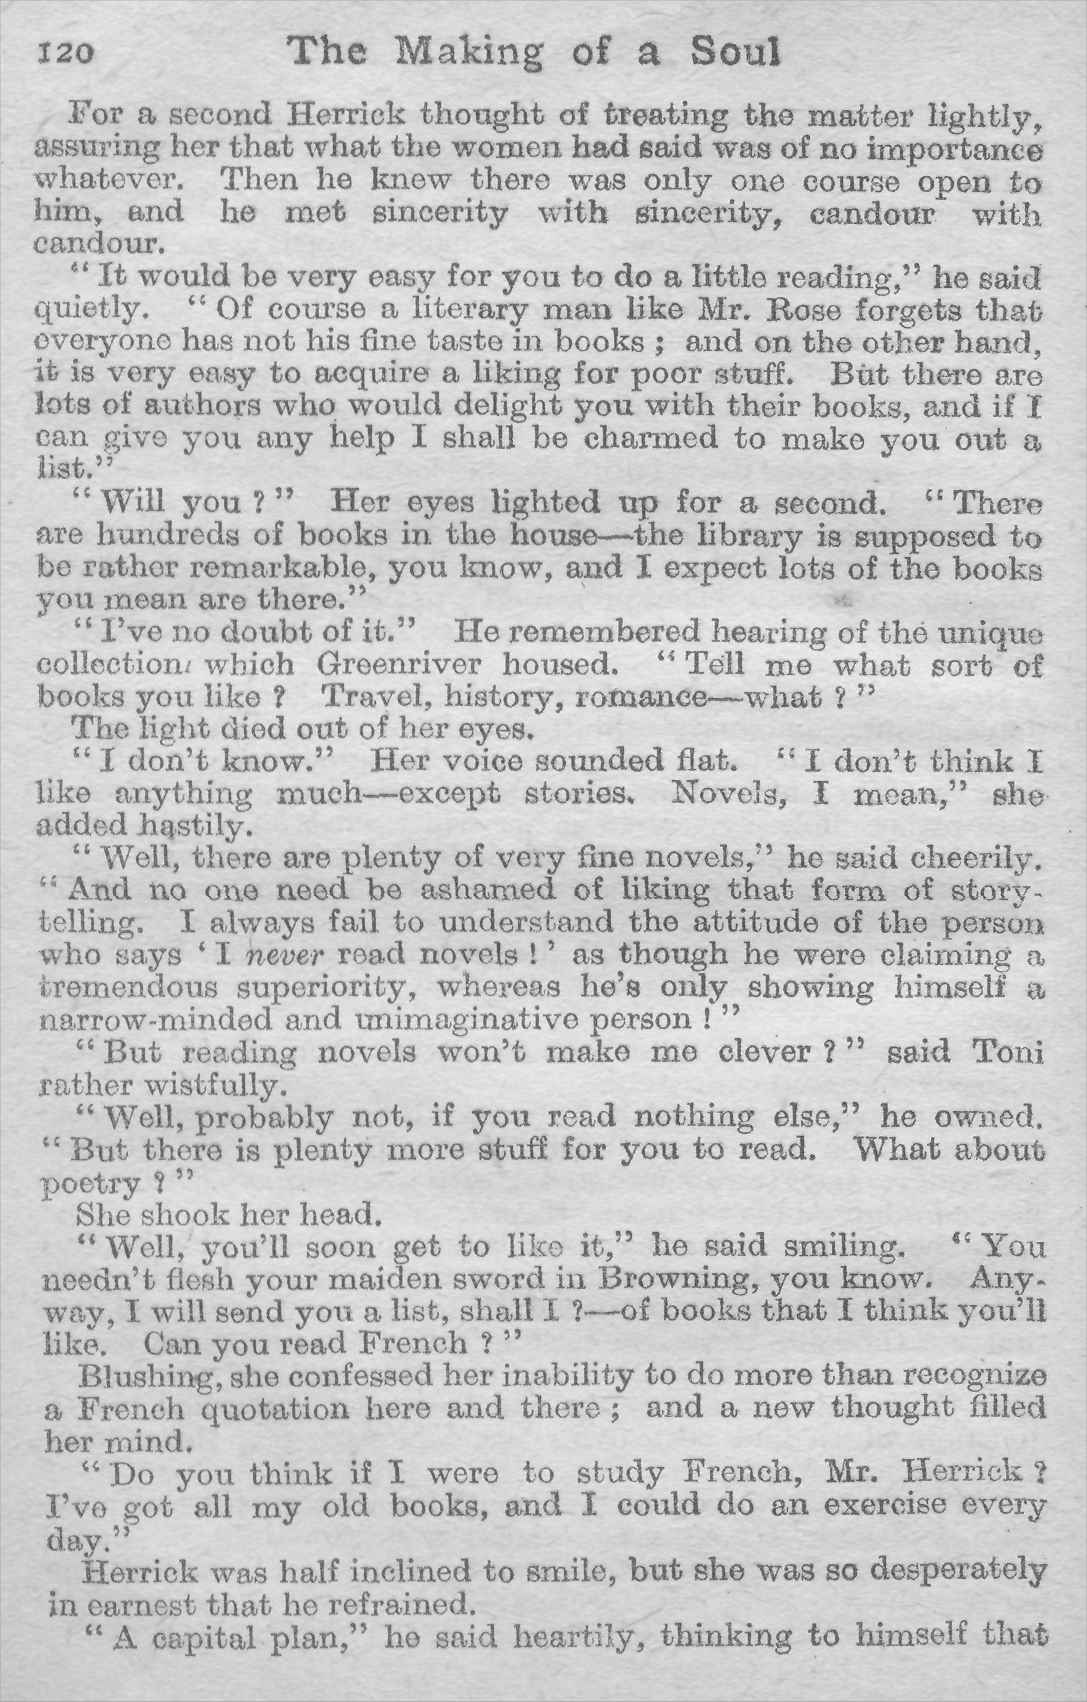 120 The Making of a Soul
For a second Herrick thought of treating the matter lightly,
assuring her that what the women had said was of no importance
whatever. Then he knew there was only one course open to
him, and he met sincerity with sincerity, candour with
candour.
“ It would be very easy for you to do a little reading,” he said
quietly. “ Of course a literary man like Mr. Rose forgets that
everyone has not his fine taste in books ; and on the other hand,
it is very easy to acquire a liking for poor stuff. But there are
lots of authors who would delight you with their books, and if I
can give you any help I shall be charmed to make you out a
list.”
“ Will you ? ” Her eyes lighted up for a second. “ There
are hundreds of books in the house—the library is supposed to
be rather remarkable, you know, and I expect lots of the books
you mean are there.”
“ I’ve no doubt of it.” He remembered hearing of the unique
collection which Greenriver housed. “ Tell me what sort of
books you like ? Travel, history, romance—what ? ”
The light died out of her eyes.
“ I don’t know.” Her voice sounded flat. “ I don’t think I
like anything much—except stories. Novels, I mean,” she
added hastily.
“ Well, there are plenty of very fine novels,” he said cheerily.
“ And no one need be ashamed of liking that form of story-
telling. I always fail to understand the attitude of the person
who says ‘ I never read novels ! ’ as though he were claiming a
tremendous superiority, whereas he’s only showing himself a
narrow-minded and unimaginative person ! ”
“ But reading novels won’t make me clever ? ” said Toni
rather wistfully.
“ Well, probably not, if you read nothing else,” he owned.
“ But there is plenty more stuff for you to read. What about
poetry ? ”
She shook her head.
“ Well, you’ll soon get to like it,” he said smiling. “ You
needn’t flesh your maiden sword in Browning, you know. Any-
way, I will send you a list, shall I ?—of books that I think you’ll
like. Can you read French ? ”
Blushing, she confessed her inability to do more than recognize
a French quotation here and there ; and a new thought filled
her mind.
“ Do you think if I were to study French, Mr. Herrick ?
I’ve got all my old books, and I could do an exercise every
day.”
Herrick was half inclined to smile, but she was so desperately
in earnest that he refrained.
“ A capital plan,” he said heartily, thinking to himself that